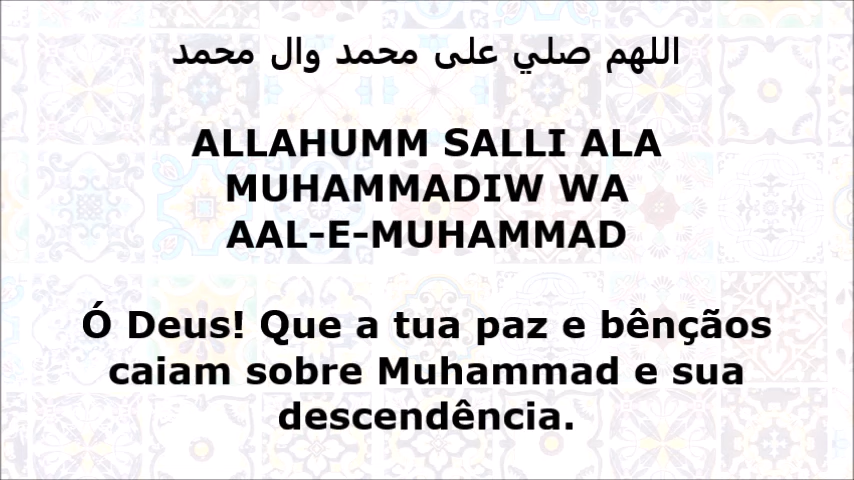 اللهم صلي على محمد وال محمد
ALLAHUMM SALLI ALA
MUHAMMADIW WA
AAL-E-MUHAMMAD
Ó Deus! Que a tua paz e bênçãos
caiam sobre Muhammad e sua
descendência.